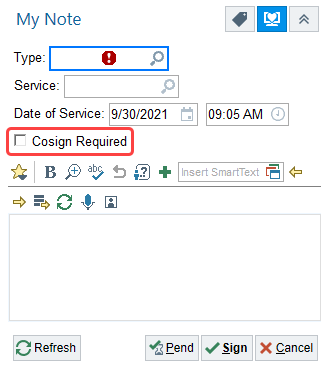 My Note
Type:
Service:
Date of Service: 9/30/2021 09:05 AM
Cosign Required
B abc Insert SmartText
Refresh Pend Sign Cancel